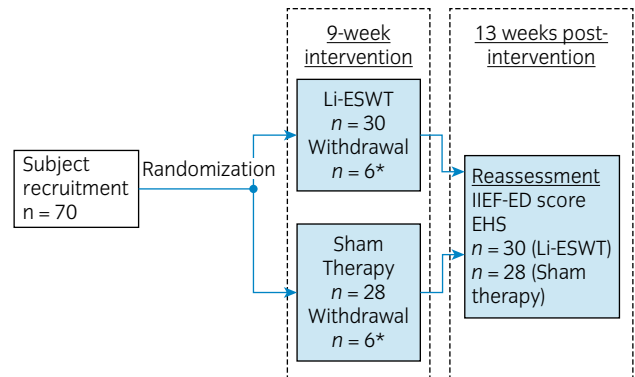 9-week
intervention
13 weeks post-
intervention
Li-ESWT
n = 30
Withdrawal
n = 6*
Subject
recruitment
n = 70
Randomization
Reassessment
IIEF-ED score
EHS
n = 30 (Li-ESWT)
n = 28 (Sham
therapy)
Sham
Therapy
n = 28
Withdrawal
n = 6*